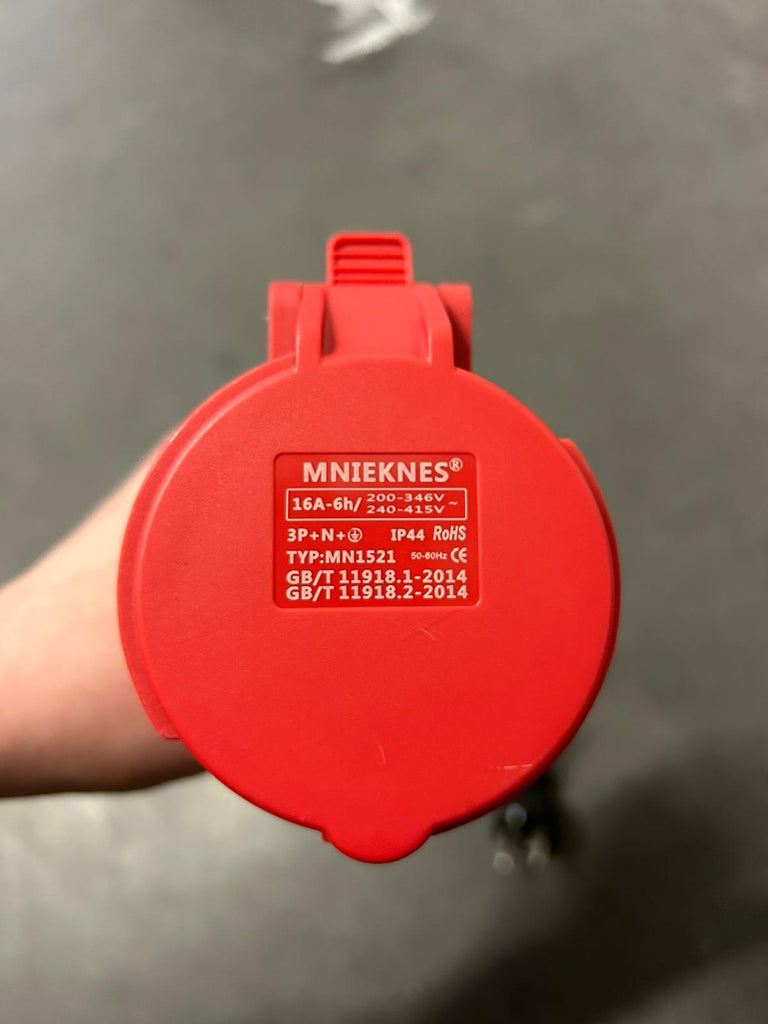 MNIEKNES®
16A-6h/ 200-346V 240-415V ~
3P+N+⏚ IP44 RoHS
TYP:MN1521 50-60Hz CE
GB/T 11918.1-2014
GB/T 11918.2-2014